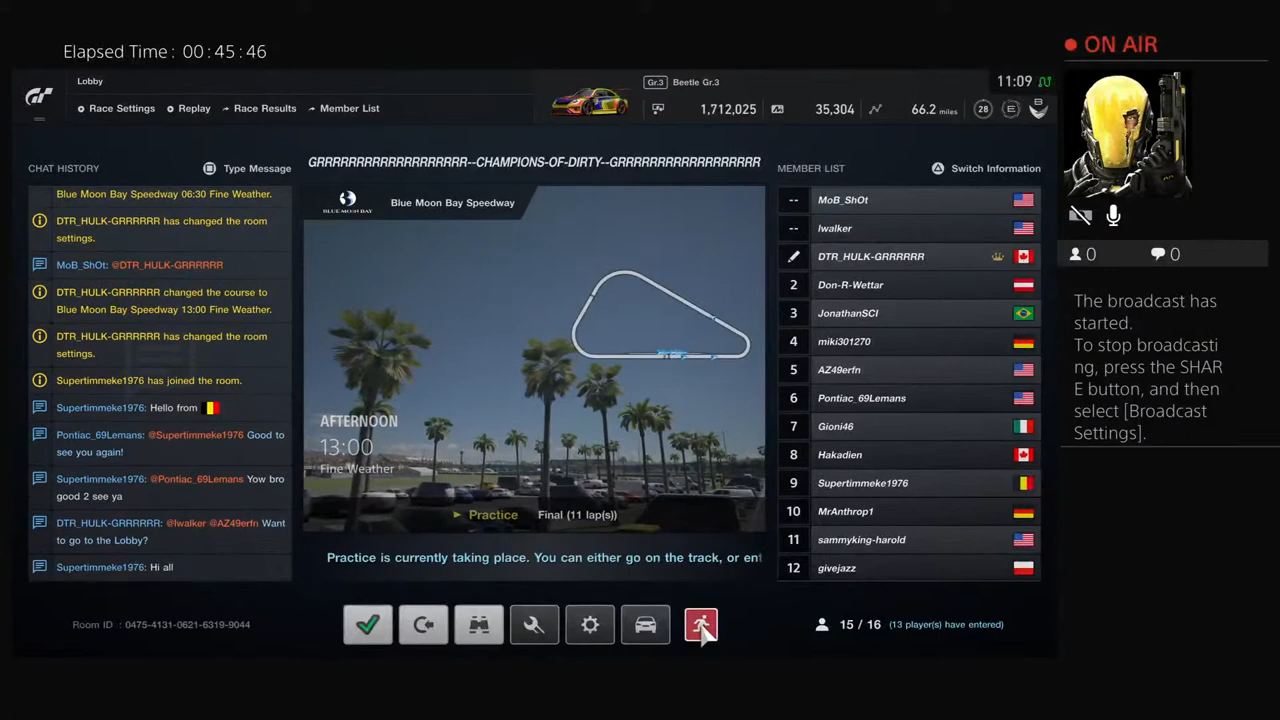 Elapsed Time : 00:45:46
ON AIR
Lobby
Gr.3 Beetle Gr.3
11:09
Race Settings Replay Race Results Member List
1,712,025 35,304 66.2 miles 28 E B
CHAT HISTORY Type Message
GRRRRRRRRRRRRRRRRRRR--CHAMPIONS-OF-DIRTY--GRRRRRRRRRRRRRRRRRR
MEMBER LIST Switch Information
Blue Moon Bay Speedway 06:30 Fine Weather.
DTR_HULK-GRRRRRR has changed the room
settings.
MoB_ShOt: @DTR_HULK-GRRRRRR
DTR_HULK-GRRRRRR changed the course to
Blue Moon Bay Speedway 13:00 Fine Weather.
DTR_HULK-GRRRRRR has changed the room
settings.
Supertimmeke1976 has joined the room.
Supertimmeke1976: Hello from
Pontiac_69Lemans: @Supertimmeke1976 Good to
see you again!
Supertimmeke1976: @Pontiac_69Lemans Yow bro
good 2 see ya
DTR_HULK-GRRRRRR: @lwalker @AZ49erfn Want
to go to the Lobby?
Supertimmeke1976: Hi all
BLUE MOON BAY
Blue Moon Bay Speedway
AFTERNOON
13:00
Fine Weather
Practice Final (11 lap(s))
Practice is currently taking place. You can either go on the track, or ent
-- MoB_ShOt
-- lwalker
DTR_HULK-GRRRRRR
2 Don-R-Wettar
3 JonathanSCI
4 miki301270
5 AZ49erfn
6 Pontiac_69Lemans
7 Gioni46
8 Hakadien
9 Supertimmeke1976
10 MrAnthrop1
11 sammyking-harold
12 givejazz
Room ID : 0475-4131-0621-6319-9044
15 / 16 (13 player(s) have entered)
0 0
The broadcast has
started.
To stop broadcasti
ng, press the SHAR
E button, and then
select [Broadcast
Settings].